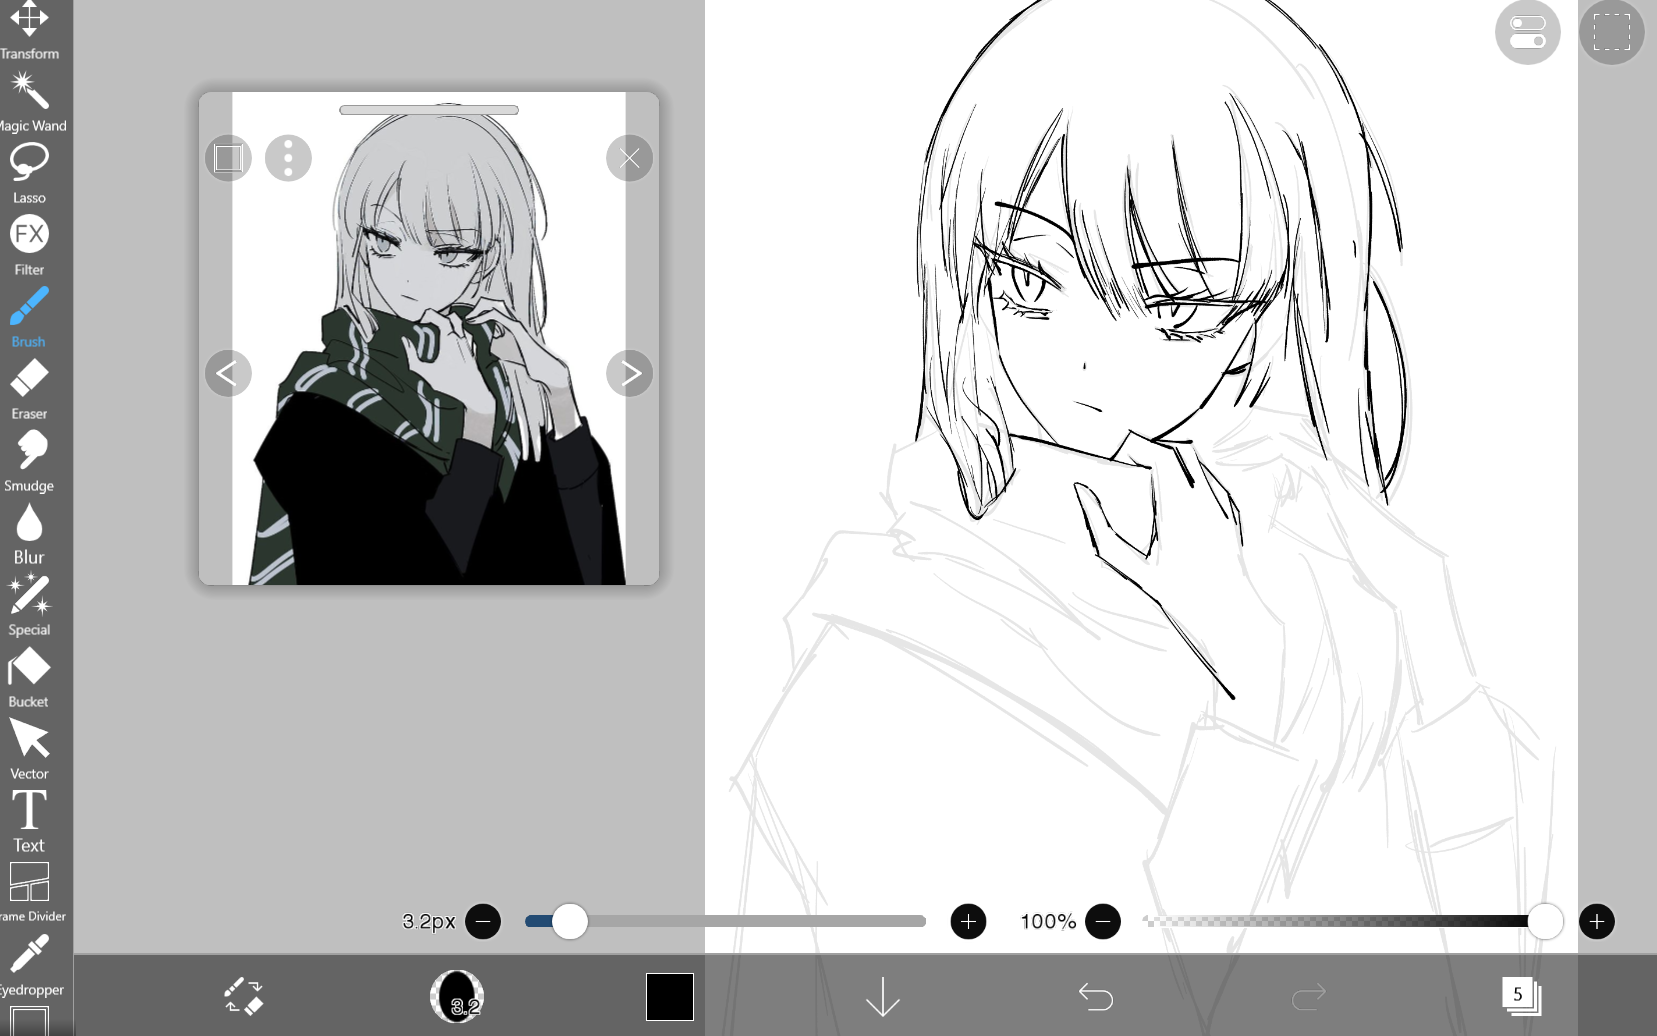 Transform
Magic Wand
Lasso
FX
Filter
Brush
Eraser
Smudge
Blur
Special
Bucket
Vector
T
Text
rame Divider
Eyedropper
3.2px
100%
3.2
5